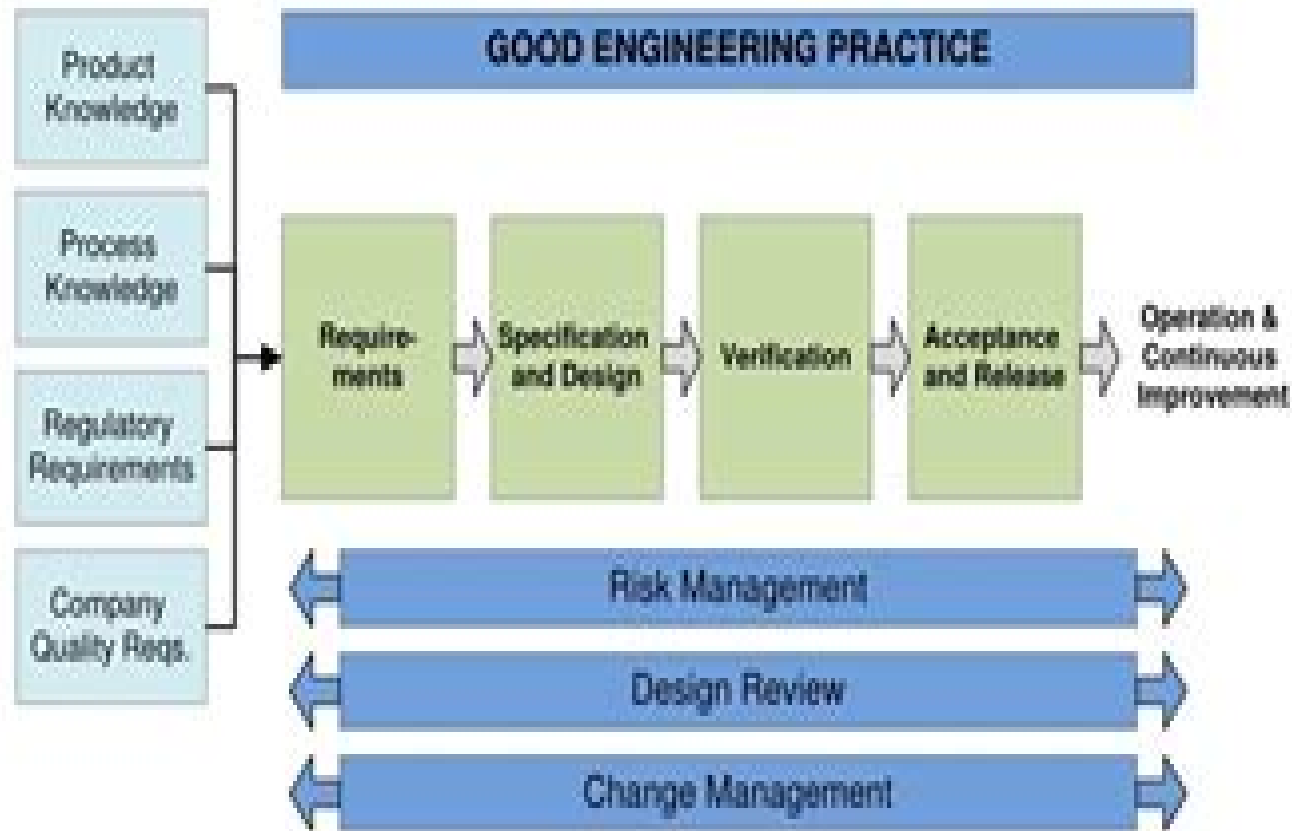 Product
Knowledge
Process
Knowledge
Regulatory
Requirements
Company
Quality Reqs.
GOOD ENGINEERING PRACTICE
Require-
ments
Specification
and Design
Verification
Acceptance
and Release
Operation &
Continuous
Improvement
Risk Management
Design Review
Change Management